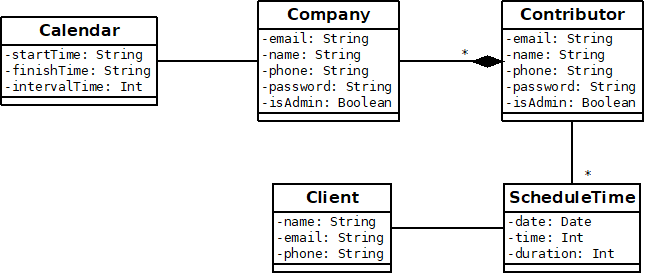 Calendar
-startTime: String
-finishTime: String
-intervalTime: Int
Company
-email: String
-name: String
-phone: String
-password: String
-isAdmin: Boolean
*
Contributor
-email: String
-name: String
-phone: String
-password: String
-isAdmin: Boolean
*
Client
-name: String
-email: String
-phone: String
ScheduleTime
-date: Date
-time: Int
-duration: Int